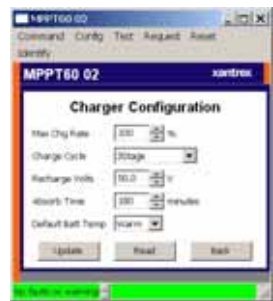 MPPT60 02
Command Config Test Request Reset
Identify
MPPT60 02 xantrex
Charger Configuration
Max Chg Rate 100 %
Charge Cycle 3Stage
Recharge Volts 50.0 V
Absorb Time 180 minutes
Default Batt Temp Warm
Update Read Back
No faults or warnings